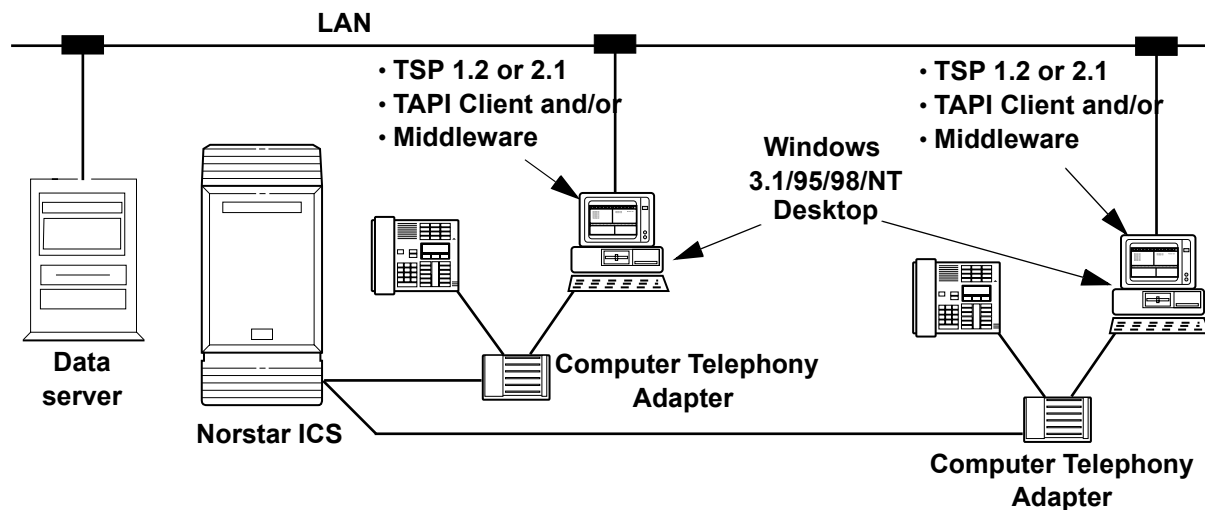 LAN
• TSP 1.2 or 2.1
• TAPI Client and/or
• Middleware
• TSP 1.2 or 2.1
• TAPI Client and/or
• Middleware
Windows
3.1/95/98/NT
Desktop
Data
server
Norstar ICS
Computer Telephony
Adapter
Computer Telephony
Adapter